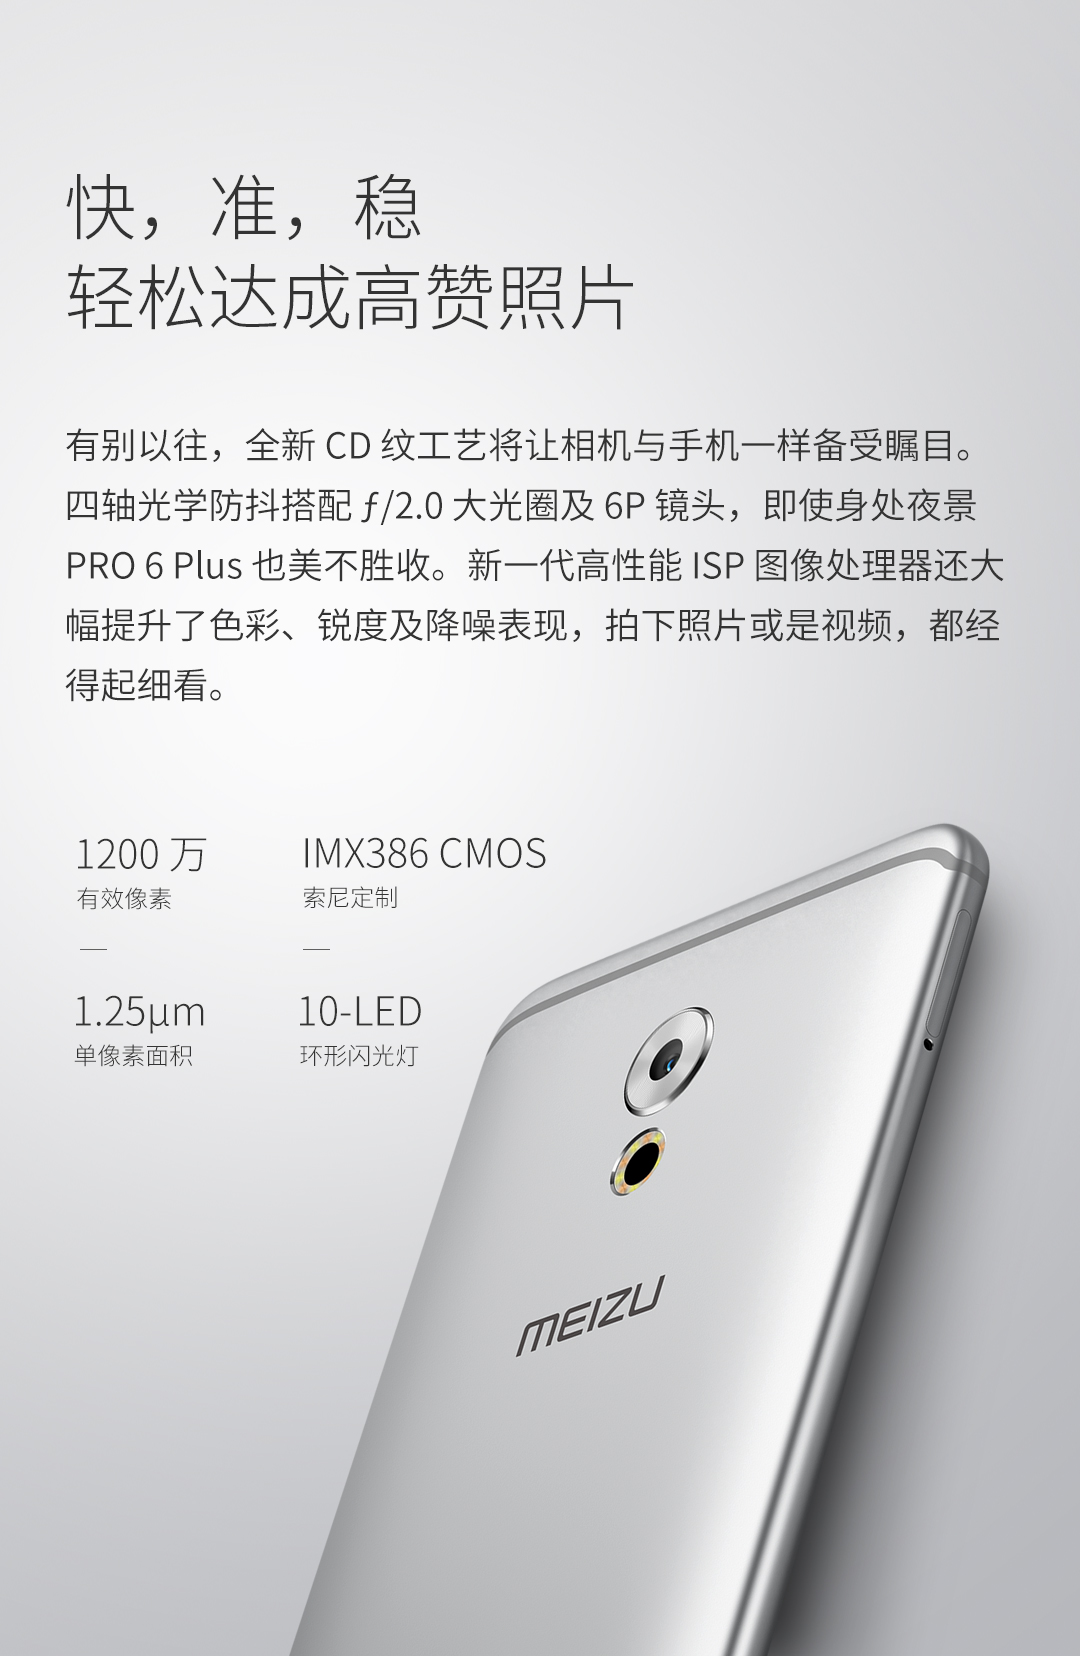 快，准，稳
轻松达成高赞照片
有别以往，全新 CD 纹工艺将让相机与手机一样备受瞩目。
四轴光学防抖搭配 ƒ/2.0 大光圈及 6P 镜头，即使身处夜景
PRO 6 Plus 也美不胜收。新一代高性能 ISP 图像处理器还大
幅提升了色彩、锐度及降噪表现，拍下照片或是视频，都经
得起细看。
1200 万
有效像素
IMX386 CMOS
索尼定制
1.25μm
单像素面积
10-LED
环形闪光灯
MEIZU